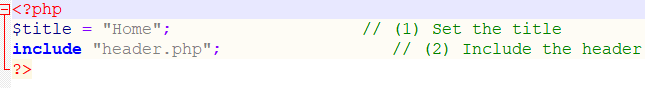 <?php
$title = "Home"; // (1) Set the title
include "header.php"; // (2) Include the header
?>